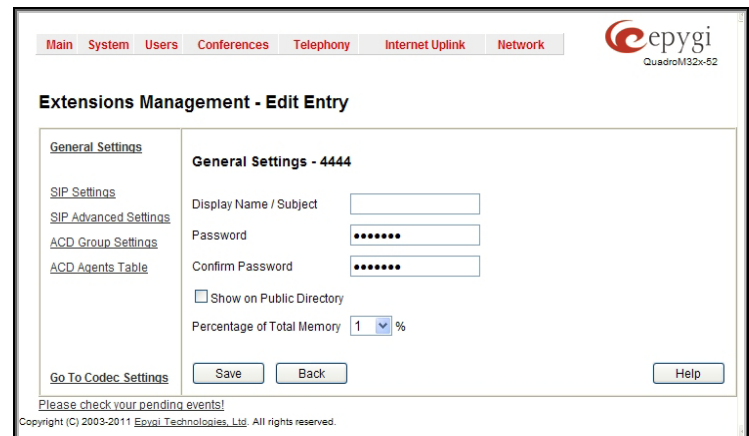 Main System Users Conferences Telephony Internet Uplink Network
epygi
QuadroM32x-52
Extensions Management - Edit Entry
General Settings
SIP Settings
SIP Advanced Settings
ACD Group Settings
ACD Agents Table
Go To Codec Settings
General Settings - 4444
Display Name / Subject
Password •••••••
Confirm Password •••••••
Show on Public Directory
Percentage of Total Memory 1 %
Save Back Help
Please check your pending events!
Copyright (C) 2003-2011 Epygi Technologies, Ltd. All rights reserved.